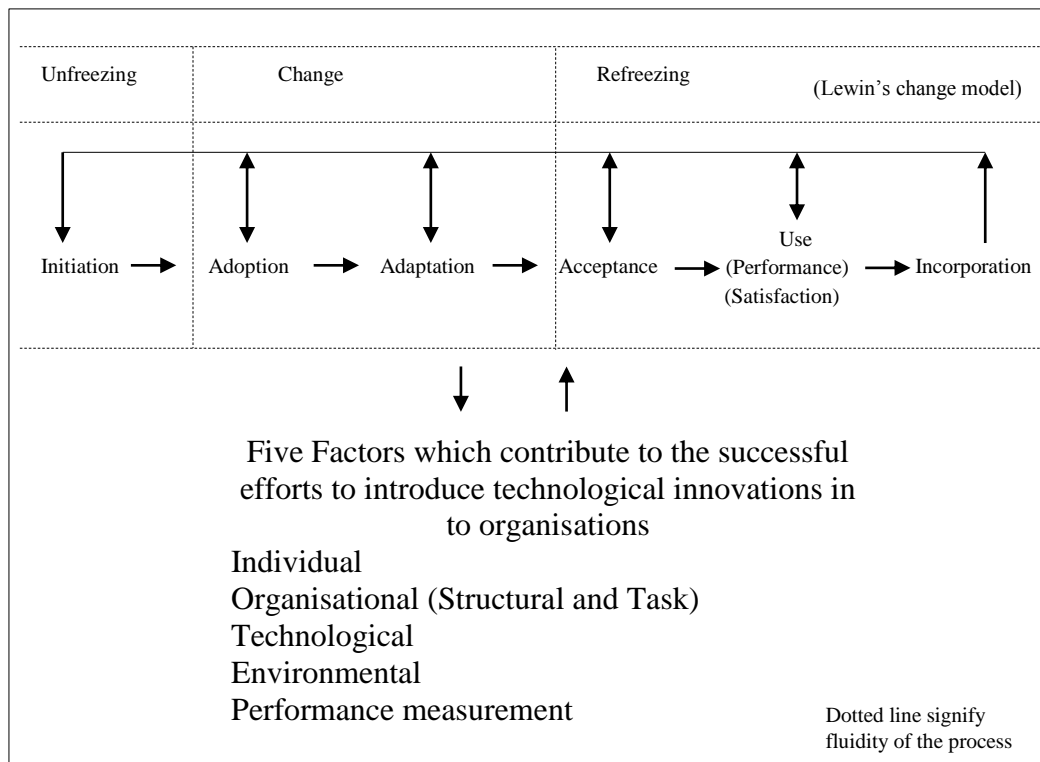 Unfreezing
Change
Refreezing
(Lewin's change model)
Initiation
Adoption
Adaptation
Acceptance
Use
(Performance)
(Satisfaction)
Incorporation
Five Factors which contribute to the successful
efforts to introduce technological innovations in
to organisations
Individual
Organisational (Structural and Task)
Technological
Environmental
Performance measurement
Dotted line signify
fluidity of the process